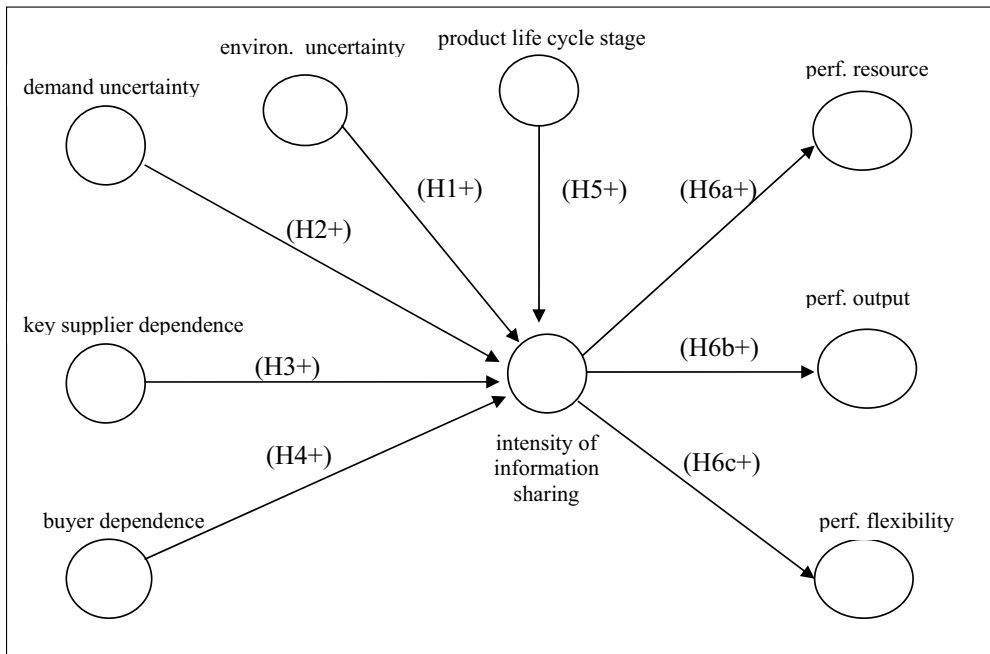 product life cycle stage
environ. uncertainty
perf. resource
demand uncertainty
(H1+)
(H5+)
(H6a+)
(H2+)
perf. output
key supplier dependence
(H6b+)
(H3+)
intensity of
information
sharing
(H4+)
(H6c+)
buyer dependence
perf. flexibility